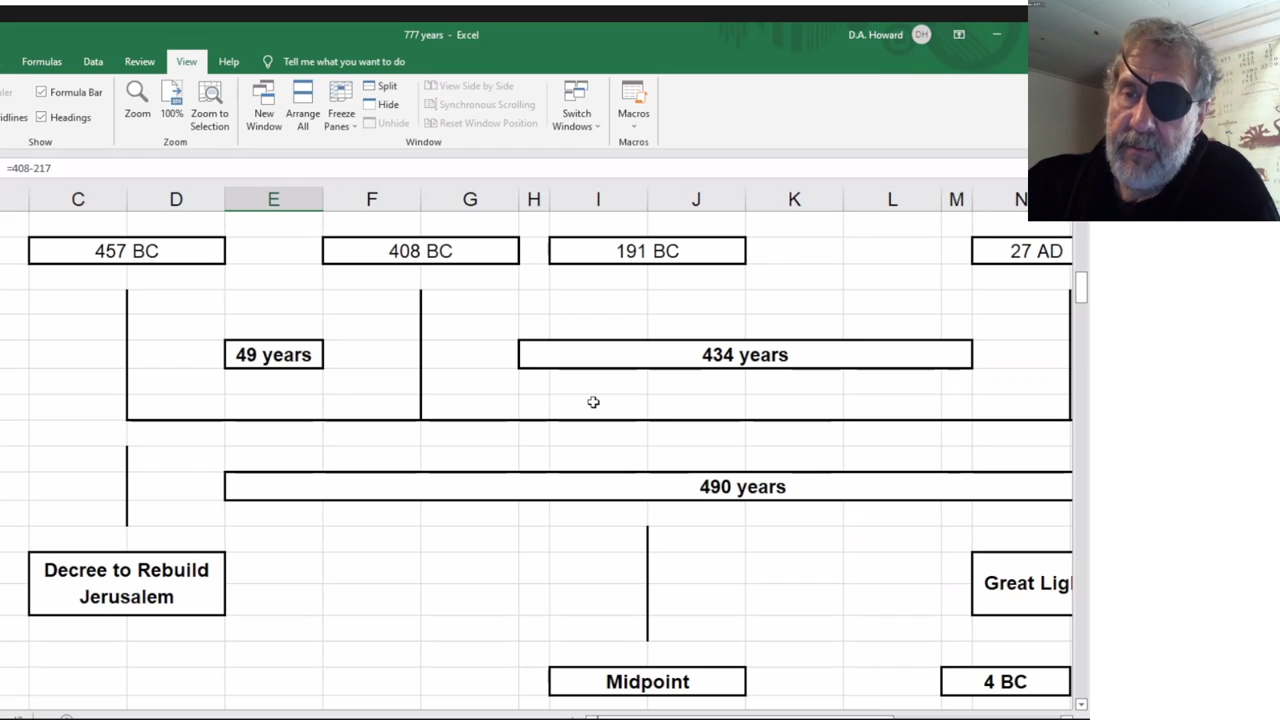 777 years - Excel
D.A. Howard
DH
Formulas
Data
Review
View
Help
Tell me what you want to do
Formula Bar
Headings
Show
Zoom
100%
Zoom to
Selection
Zoom
New
Window
Arrange
All
Freeze
Panes
Split
Hide
Unhide
View Side by Side
Synchronous Scrolling
Reset Window Position
Window
Switch
Windows
Macros
Macros
=408-217
C D E F G H I J K L M N
457 BC
408 BC
191 BC
27 AD
49 years
434 years
490 years
Decree to Rebuild
Jerusalem
Great
Midpoint
4 BC